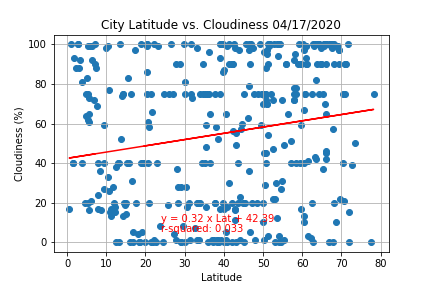 City Latitude vs. Cloudiness 04/17/2020
Cloudiness (%)
100
80
60
40
20
0
y = 0.32 x Lat + 42.39
r-squared: 0.033
0 10 20 30 40 50 60 70 80
Latitude